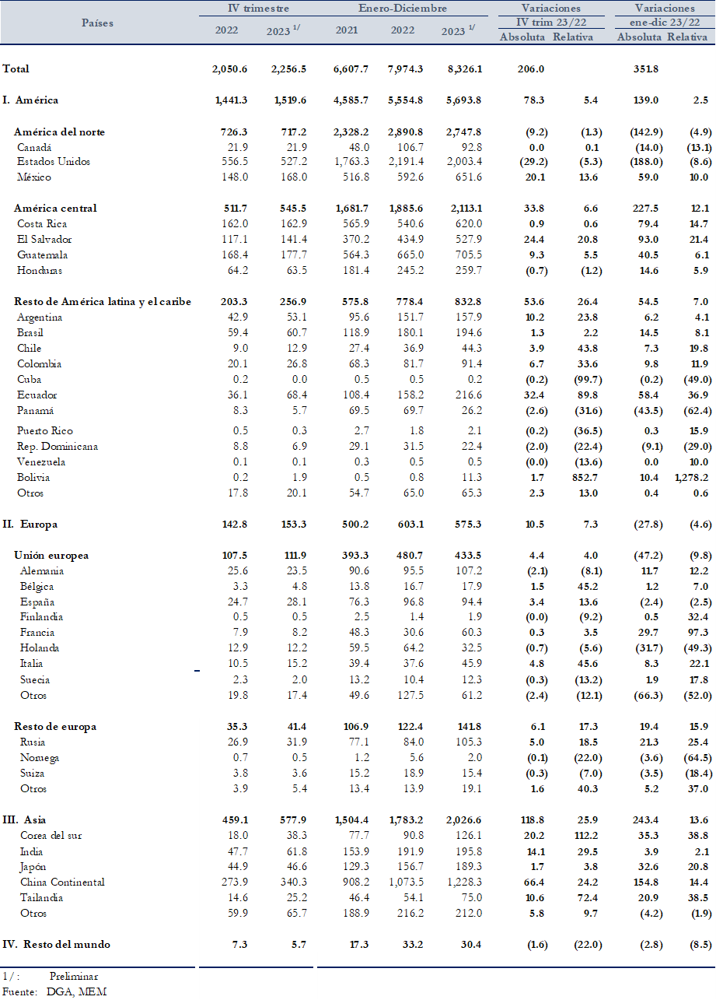 Países IV trimestre Enero-Diciembre Variaciones Variaciones
IV trim 23/22 ene-dic 23/22
2022 2023 1/ 2021 2022 2023 1/ Absoluta Relativa Absoluta Relativa
Total 2,050.6 2,256.5 6,607.7 7,974.3 8,326.1 206.0 351.8
I. América 1,441.3 1,519.6 4,585.7 5,554.8 5,693.8 78.3 5.4 139.0 2.5
América del norte 726.3 717.2 2,328.2 2,890.8 2,747.8 (9.2) (1.3) (142.9) (4.9)
Canadá 21.9 21.9 48.0 106.7 92.8 0.0 0.1 (14.0) (13.1)
Estados Unidos 556.5 527.2 1,763.3 2,191.4 2,003.4 (29.2) (5.3) (188.0) (8.6)
México 148.0 168.0 516.8 592.6 651.6 20.1 13.6 59.0 10.0
América central 511.7 545.5 1,681.7 1,885.6 2,113.1 33.8 6.6 227.5 12.1
Costa Rica 162.0 162.9 565.9 540.6 620.0 0.9 0.6 79.4 14.7
El Salvador 117.1 141.4 370.2 434.9 527.9 24.4 20.8 93.0 21.4
Guatemala 168.4 177.7 564.3 665.0 705.5 9.3 5.5 40.5 6.1
Honduras 64.2 63.5 181.4 245.2 259.7 (0.7) (1.2) 14.6 5.9
Resto de América latina y el caribe 203.3 256.9 575.8 778.4 832.8 53.6 26.4 54.5 7.0
Argentina 42.9 53.1 95.6 151.7 157.9 10.2 23.8 6.2 4.1
Brasil 59.4 60.7 118.9 180.1 194.6 1.3 2.2 14.5 8.1
Chile 9.0 12.9 27.4 36.9 44.3 3.9 43.8 7.3 19.8
Colombia 20.1 26.8 68.3 81.7 91.4 6.7 33.6 9.8 11.9
Cuba 0.2 0.0 0.5 0.5 0.2 (0.2) (99.7) (0.2) (49.0)
Ecuador 36.1 68.4 108.4 158.2 216.6 32.4 89.8 58.4 36.9
Panamá 8.3 5.7 69.5 69.7 26.2 (2.6) (31.6) (43.5) (62.4)
Puerto Rico 0.5 0.3 2.7 1.8 2.1 (0.2) (36.5) 0.3 15.9
Rep. Dominicana 8.8 6.9 29.1 31.5 22.4 (2.0) (22.4) (9.1) (29.0)
Venezuela 0.1 0.1 0.3 0.5 0.5 (0.0) (13.6) 0.0 10.0
Bolivia 0.2 1.9 0.5 0.8 11.3 1.7 852.7 10.4 1,278.2
Otros 17.8 20.1 54.7 65.0 65.3 2.3 13.0 0.4 0.6
II. Europa 142.8 153.3 500.2 603.1 575.3 10.5 7.3 (27.8) (4.6)
Unión europea 107.5 111.9 393.3 480.7 433.5 4.4 4.0 (47.2) (9.8)
Alemania 25.6 23.5 90.6 95.5 107.2 (2.1) (8.1) 11.7 12.2
Bélgica 3.3 4.8 13.8 16.7 17.9 1.5 45.2 1.2 7.0
España 24.7 28.1 76.3 96.8 94.4 3.4 13.6 (2.4) (2.5)
Finlandia 0.5 0.5 2.5 1.4 1.9 (0.0) (9.2) 0.5 32.4
Francia 7.9 8.2 48.3 30.6 60.3 0.3 3.5 29.7 97.3
Holanda 12.9 12.2 59.5 64.2 32.5 (0.7) (5.6) (31.7) (49.3)
Italia 10.5 15.2 39.4 37.6 45.9 4.8 45.6 8.3 22.1
Suecia 2.3 2.0 13.2 10.4 12.3 (0.3) (13.2) 1.9 17.8
Otros 19.8 17.4 49.6 127.5 61.2 (2.4) (12.1) (66.3) (52.0)
Resto de europa 35.3 41.4 106.9 122.4 141.8 6.1 17.3 19.4 15.9
Rusia 26.9 31.9 77.1 84.0 105.3 5.0 18.5 21.3 25.4
Noruega 0.7 0.5 1.2 5.6 2.0 (0.1) (22.0) (3.6) (64.5)
Suiza 3.8 3.6 15.2 18.9 15.4 (0.3) (7.0) (3.5) (18.4)
Otros 3.9 5.4 13.4 13.9 19.1 1.6 40.3 5.2 37.0
III. Asia 459.1 577.9 1,504.4 1,783.2 2,026.6 118.8 25.9 243.4 13.6
Corea del sur 18.0 38.3 77.7 90.8 126.1 20.2 112.2 35.3 38.8
India 47.7 61.8 153.9 191.9 195.8 14.1 29.5 3.9 2.1
Japón 44.9 46.6 129.3 156.7 189.3 1.7 3.8 32.6 20.8
China Continental 273.9 340.3 908.2 1,073.5 1,228.3 66.4 24.2 154.8 14.4
Tailandia 14.6 25.2 46.4 54.1 75.0 10.6 72.4 20.9 38.5
Otros 59.9 65.7 188.9 216.2 212.0 5.8 9.7 (4.2) (1.9)
IV. Resto del mundo 7.3 5.7 17.3 33.2 30.4 (1.6) (22.0) (2.8) (8.5)
1/ : Preliminar
Fuente: DGA, MEM